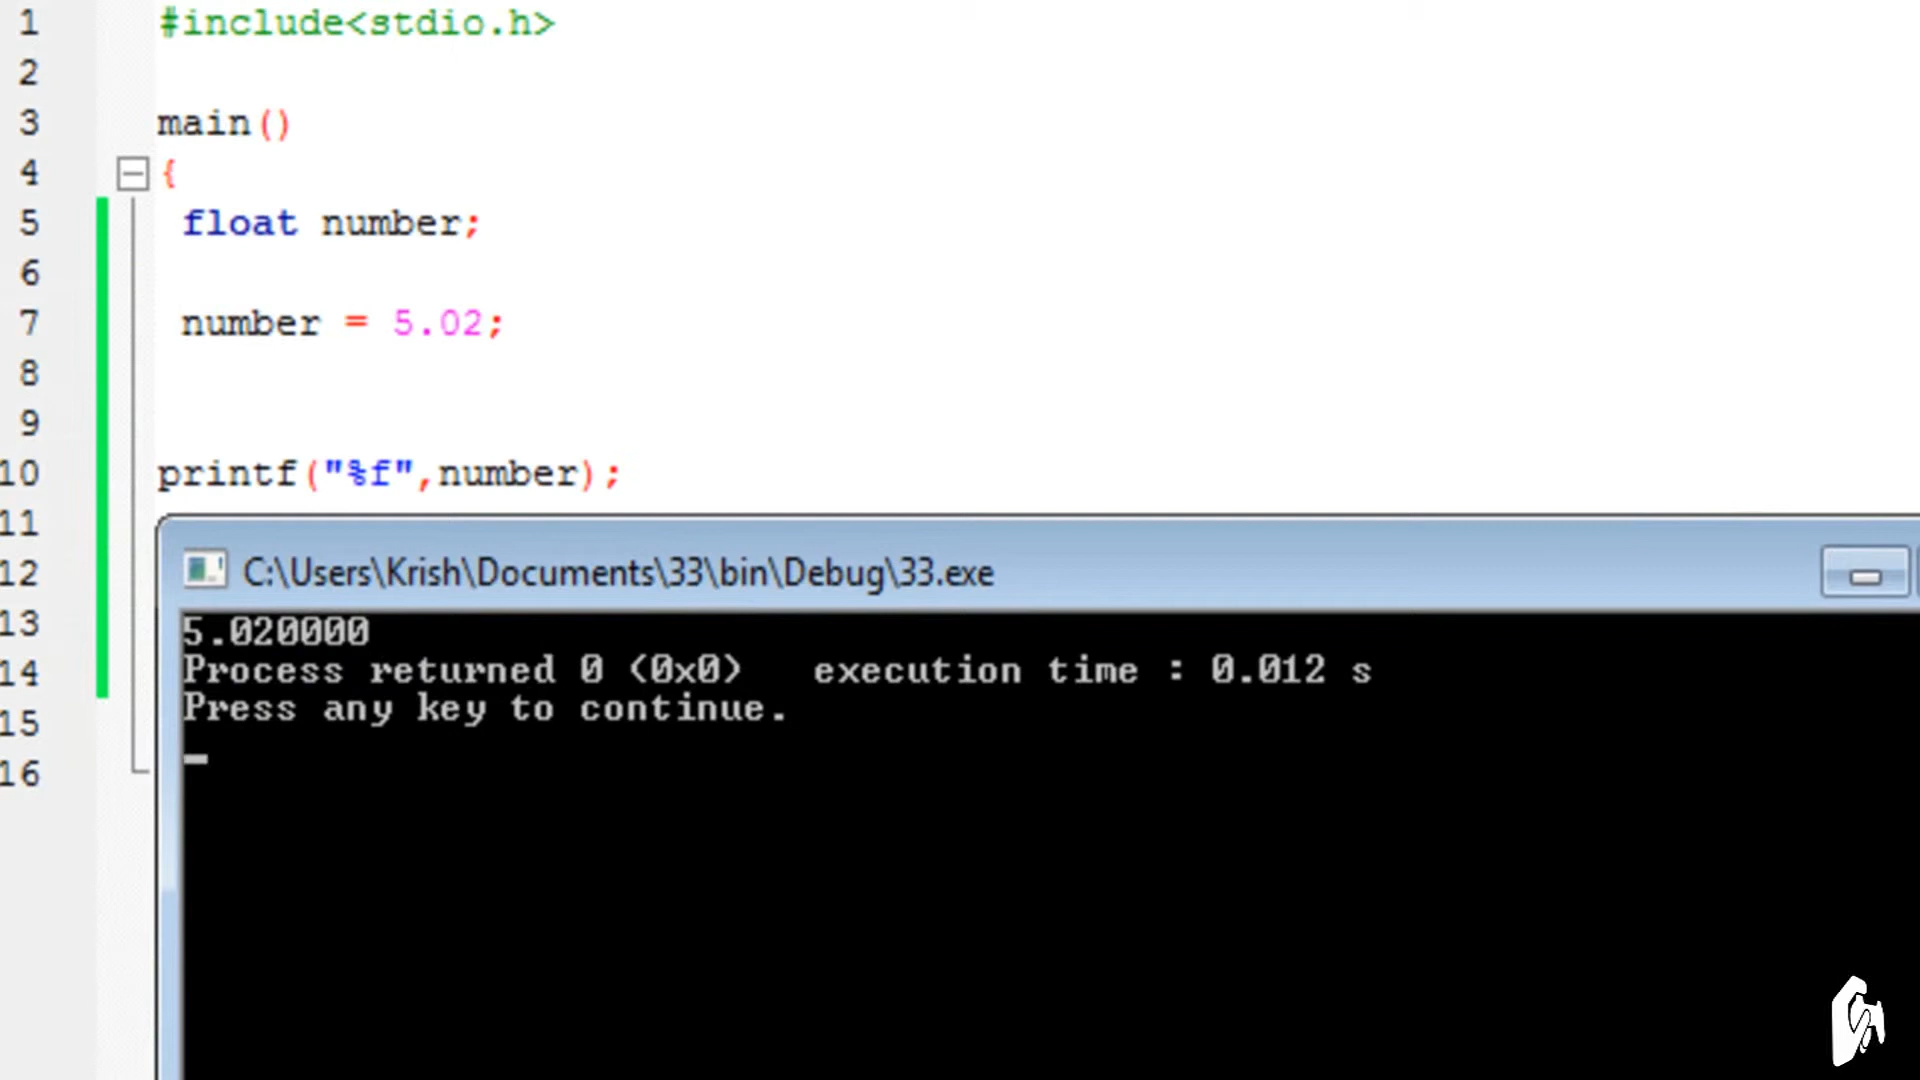 1 #include<stdio.h>
2
3 main()
4 {
5 float number;
6
7 number = 5.02;
8
9
10 printf("%f",number);
11
12
13
14
15
16
C:\Users\Krish\Documents\33\bin\Debug\33.exe
5.020000
Process returned 0 (0x0)   execution time : 0.012 s
Press any key to continue.